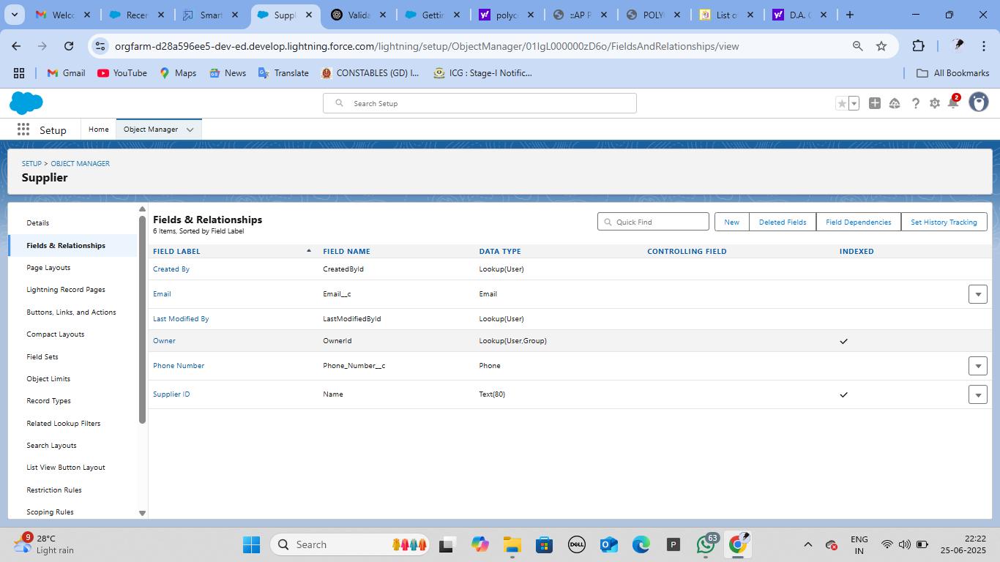 Welco
Recen
Smart
Suppl
Valida
Gettin
polyce
::AP P
POLY
List o
D.A. C
orgfarm-d28a596ee5-dev-ed.develop.lightning.force.com/lightning/setup/ObjectManager/01IgL000000zD6o/FieldsAndRelationships/view
Gmail
YouTube
Maps
News
Translate
CONSTABLES (GD) I...
ICG : Stage-I Notific...
All Bookmarks
Search Setup
2
Setup
Home
Object Manager
SETUP > OBJECT MANAGER
Supplier
Details
Fields & Relationships
Page Layouts
Lightning Record Pages
Buttons, Links, and Actions
Compact Layouts
Field Sets
Object Limits
Record Types
Related Lookup Filters
Search Layouts
List View Button Layout
Restriction Rules
Scoping Rules
Fields & Relationships
6 Items, Sorted by Field Label
Quick Find
New
Deleted Fields
Field Dependencies
Set History Tracking
FIELD LABEL FIELD NAME DATA TYPE CONTROLLING FIELD INDEXED
Created By CreatedById Lookup(User)
Email Email__c Email
Last Modified By LastModifiedById Lookup(User)
Owner OwnerId Lookup(User,Group)
Phone Number Phone_Number__c Phone
Supplier ID Name Text(80)
9
28°C
Light rain
Search
DELL
P
63
ENG
IN
22:22
25-06-2025